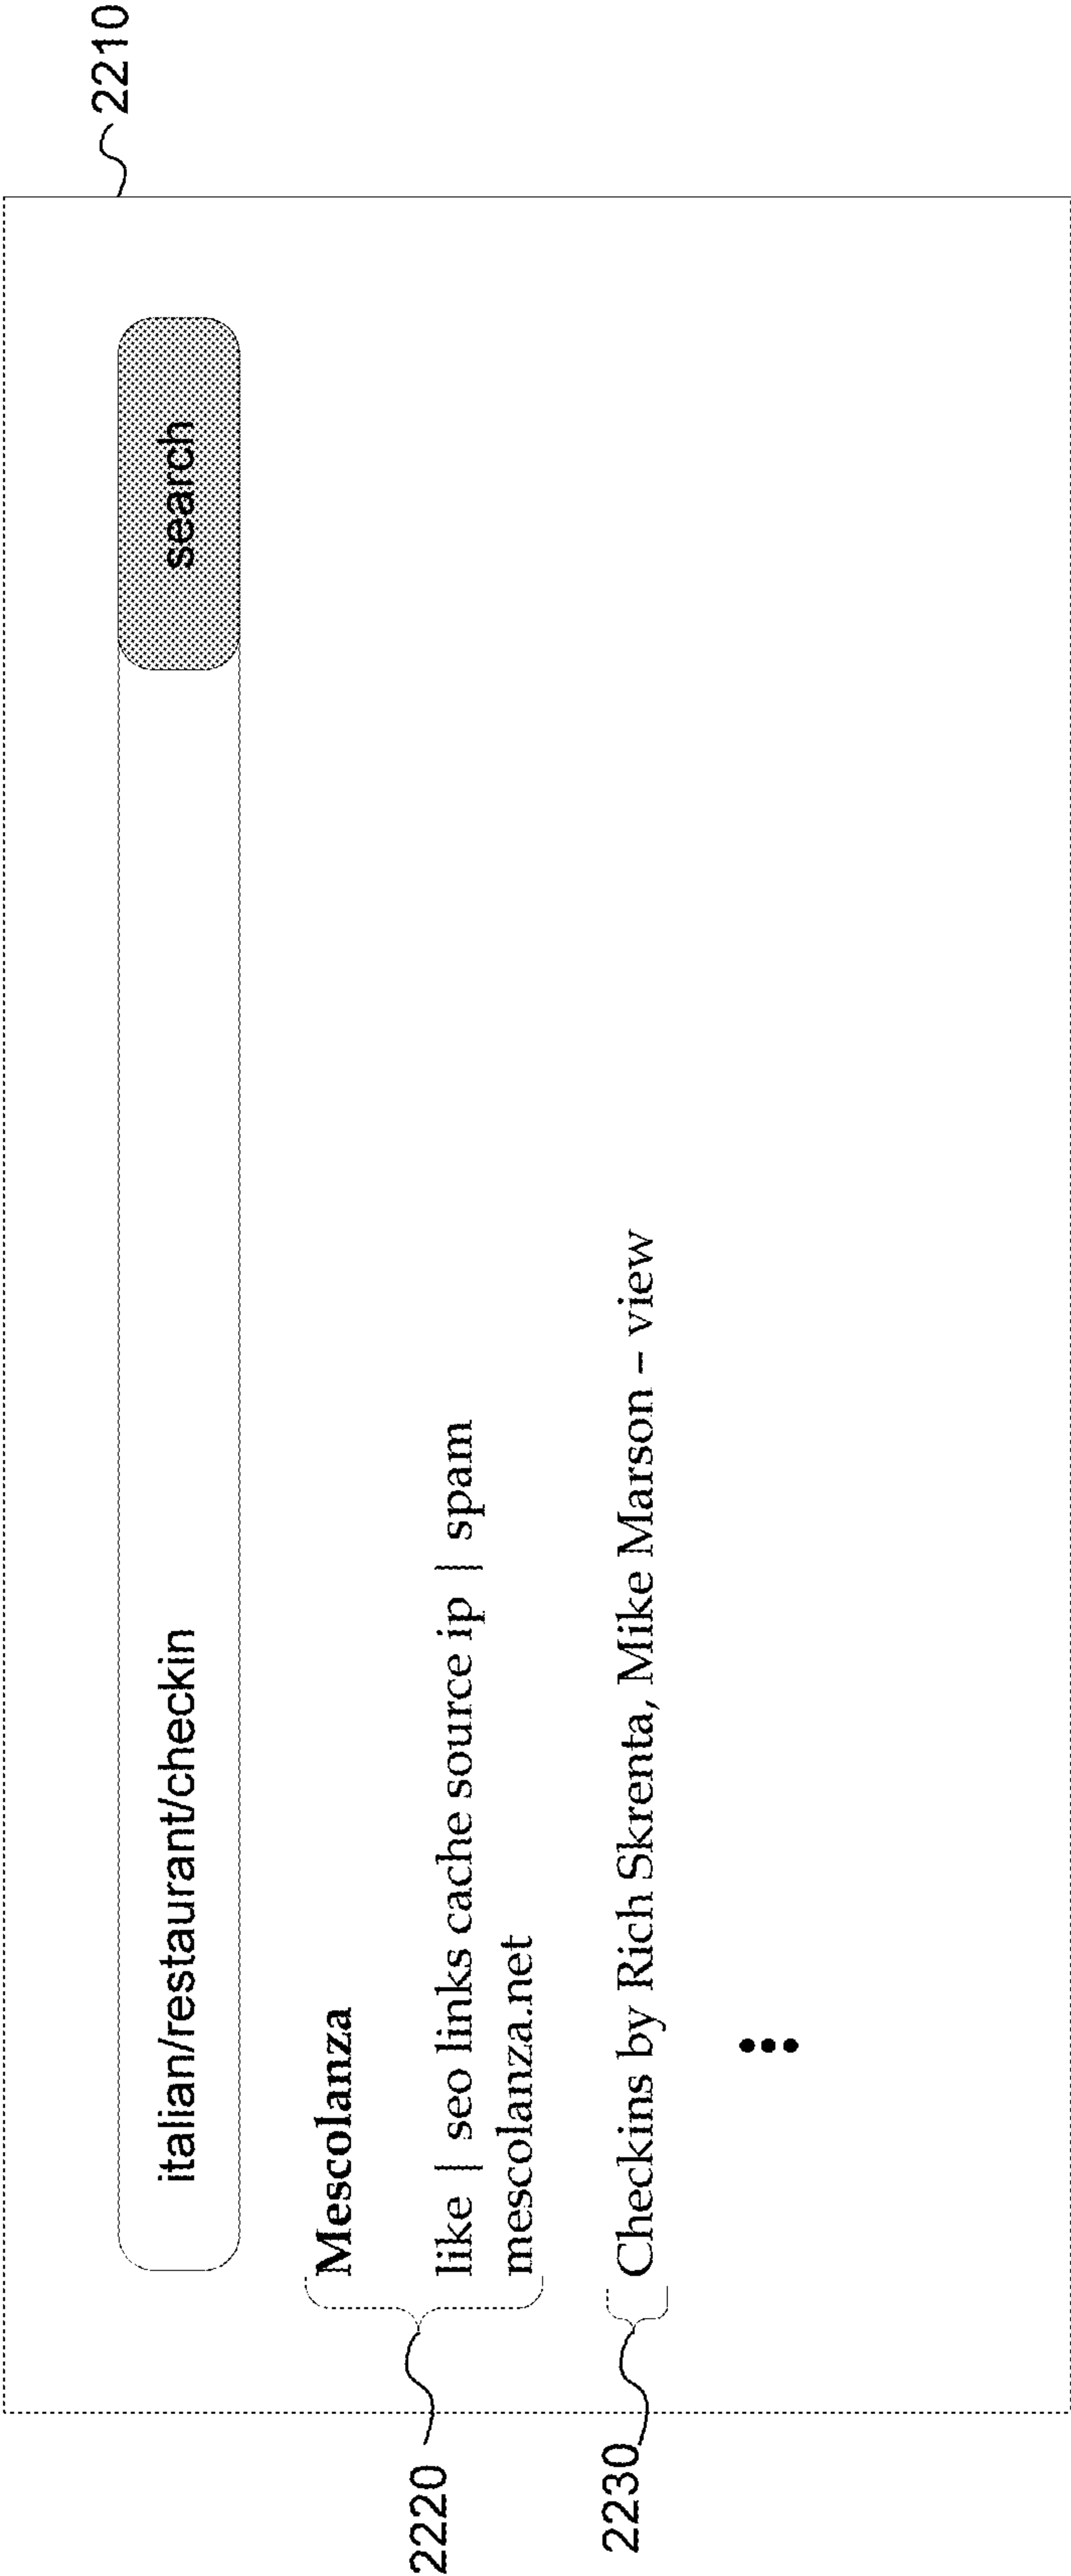 2210
italian/restaurant/checkin
search
Mescolanza
2220
like | seo links cache source ip | spam
mescolanza.net
2230
Checkins by Rich Skrenta, Mike Marson – view